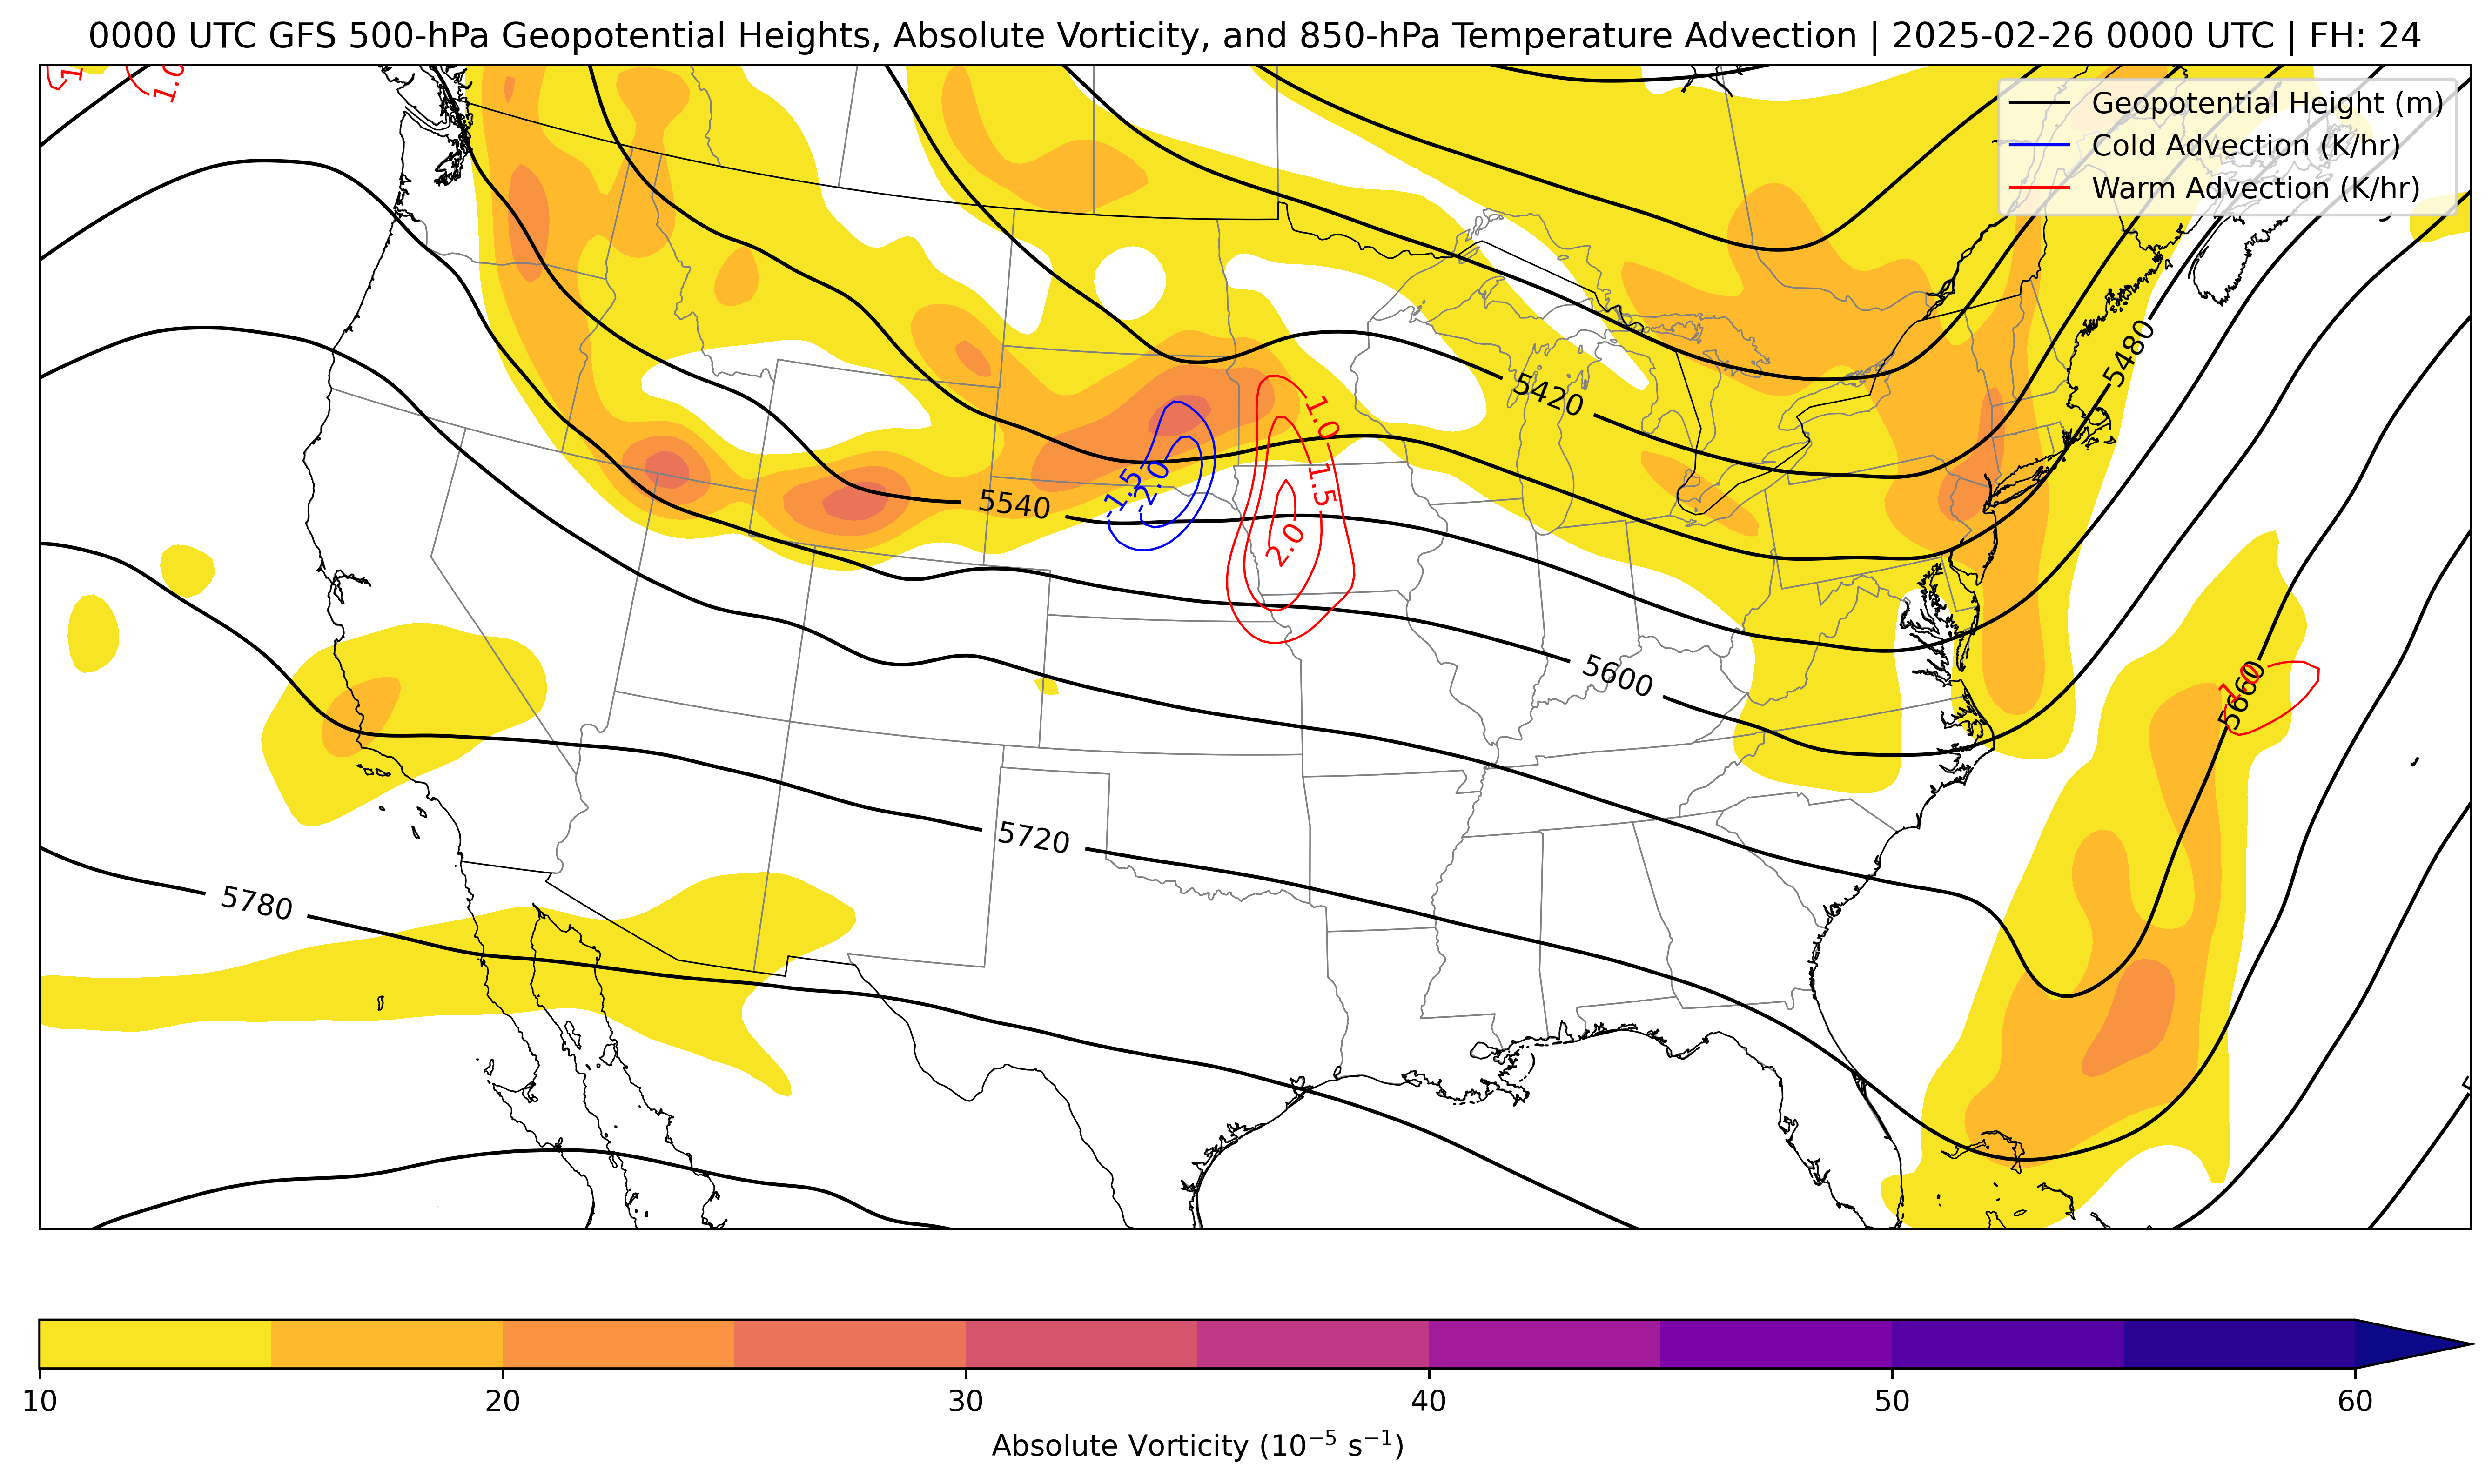 0000 UTC GFS 500-hPa Geopotential Heights, Absolute Vorticity, and 850-hPa Temperature Advection | 2025-02-26 0000 UTC | FH: 24
1.0
Geopotential Height (m)
Cold Advection (K/hr)
Warm Advection (K/hr)
5480
5420
1.0
-1.5
-2.0
1.5
5540
2.0
5600
1.0
5660
5720
5780
10 20 30 40 50 60
Absolute Vorticity (10⁻⁵ s⁻¹)